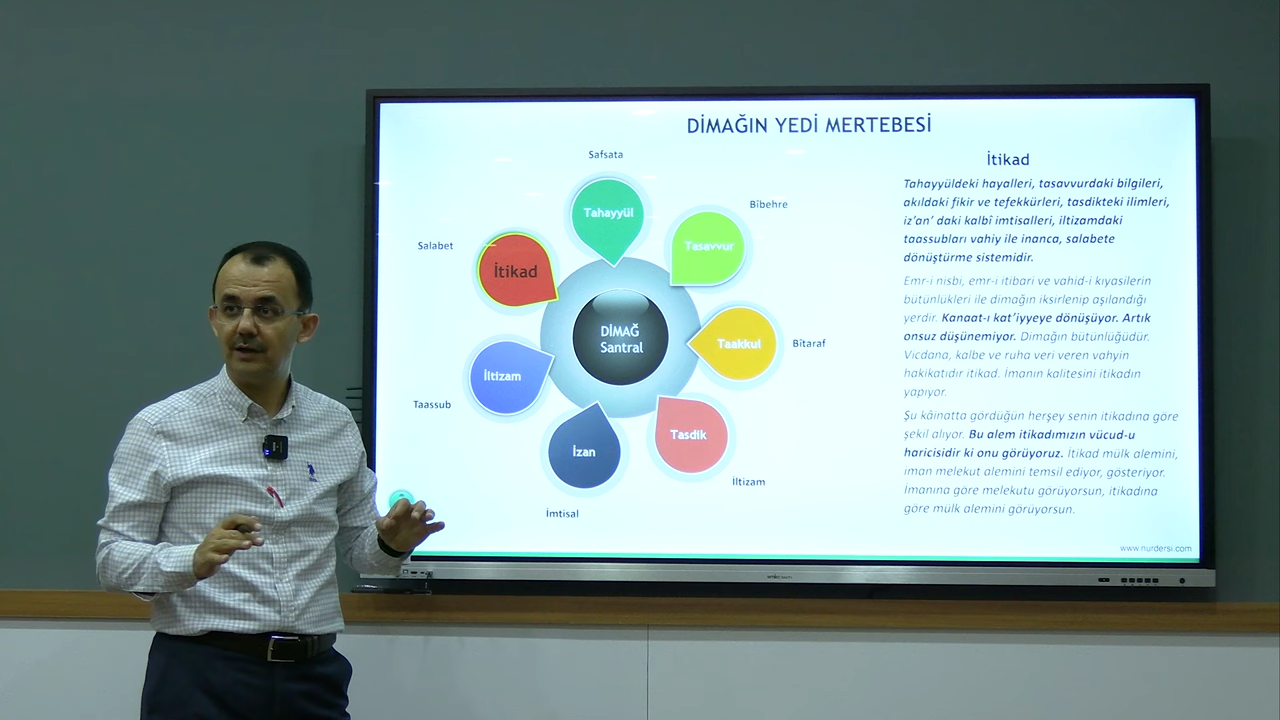 DİMAĞIN YEDİ MERTEBESİ
Safsata
Tahayyül
Bîbehre
Tasavvur
Salabet
İtikad
DİMAĞ
Santral
Taakkul
Bîtaraf
İltizam
Taassub
Tasdik
İzan
İltizam
İmtisal
İtikad
Tahayyüldeki hayalleri, tasavvurdaki bilgileri,
akıldaki fikir ve tefekkürleri, tasdikteki ilimleri,
iz'an' daki kalbî imtisalleri, iltizamdaki
taassubları vahiy ile inanca, salabete
dönüştürme sistemidir.
Emr-i nisbi, emr-i itibari ve vahid-i kıyasilerin
bütünlükleri ile dimağın iksirlenip aşılandığı
yerdir. Kanaat-ı kat'iyyeye dönüşüyor. Artık
onsuz düşünemiyor. Dimağın bütünlüğüdür.
Vicdana, kalbe ve ruha veri veren vahyin
hakikatıdır itikad. İmanın kalitesini itikadın
yapıyor.
Şu kâinatta gördüğün herşey senin itikadına göre
şekil alıyor. Bu alem itikadımızın vücud-u
haricisidir ki onu görüyoruz. İtikad mülk alemini,
iman melekut alemini temsil ediyor, gösteriyor.
İmanına göre melekutu görüyorsun, itikadına
göre mülk alemini görüyorsun.
www.nurdersi.com